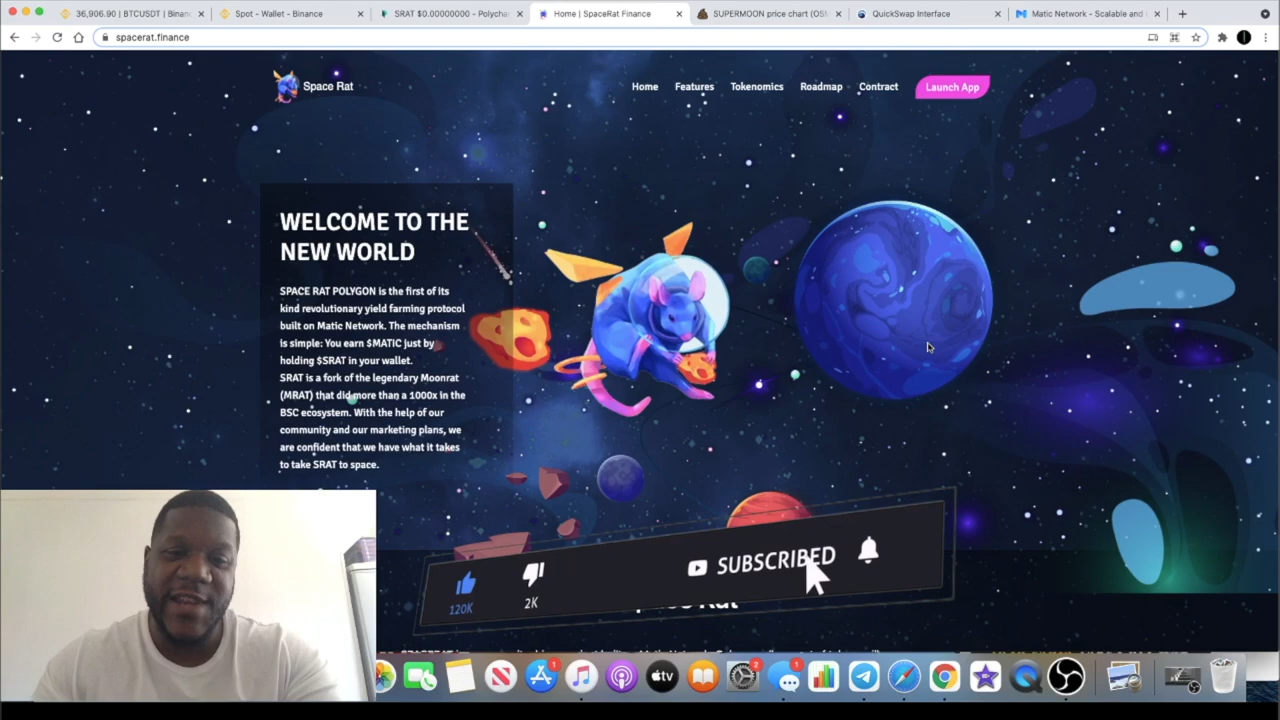 36,906.90 | BTCUSDT | Binan
Spot - Wallet - Binance
SRAT $0.00000000 - Polycha
Home | SpaceRat Finance
SUPERMOON price chart (OS
QuickSwap Interface
Matic Network - Scalable and
spacerat.finance
Space Rat
Home
Features
Tokenomics
Roadmap
Contract
Launch App
WELCOME TO THE
NEW WORLD
SPACE RAT POLYGON is the first of its
kind revolutionary yield farming protocol
built on Matic Network. The mechanism
is simple: You earn $MATIC just by
holding $SRAT in your wallet.
SRAT is a fork of the legendary Moonrat
(MRAT) that did more than a 1000x in the
BSC ecosystem. With the help of our
community and our marketing plans, we
are confident that we have what it takes
to take SRAT to space.
120K
2K
SUBSCRIBED
Rat
1
2
1
tv